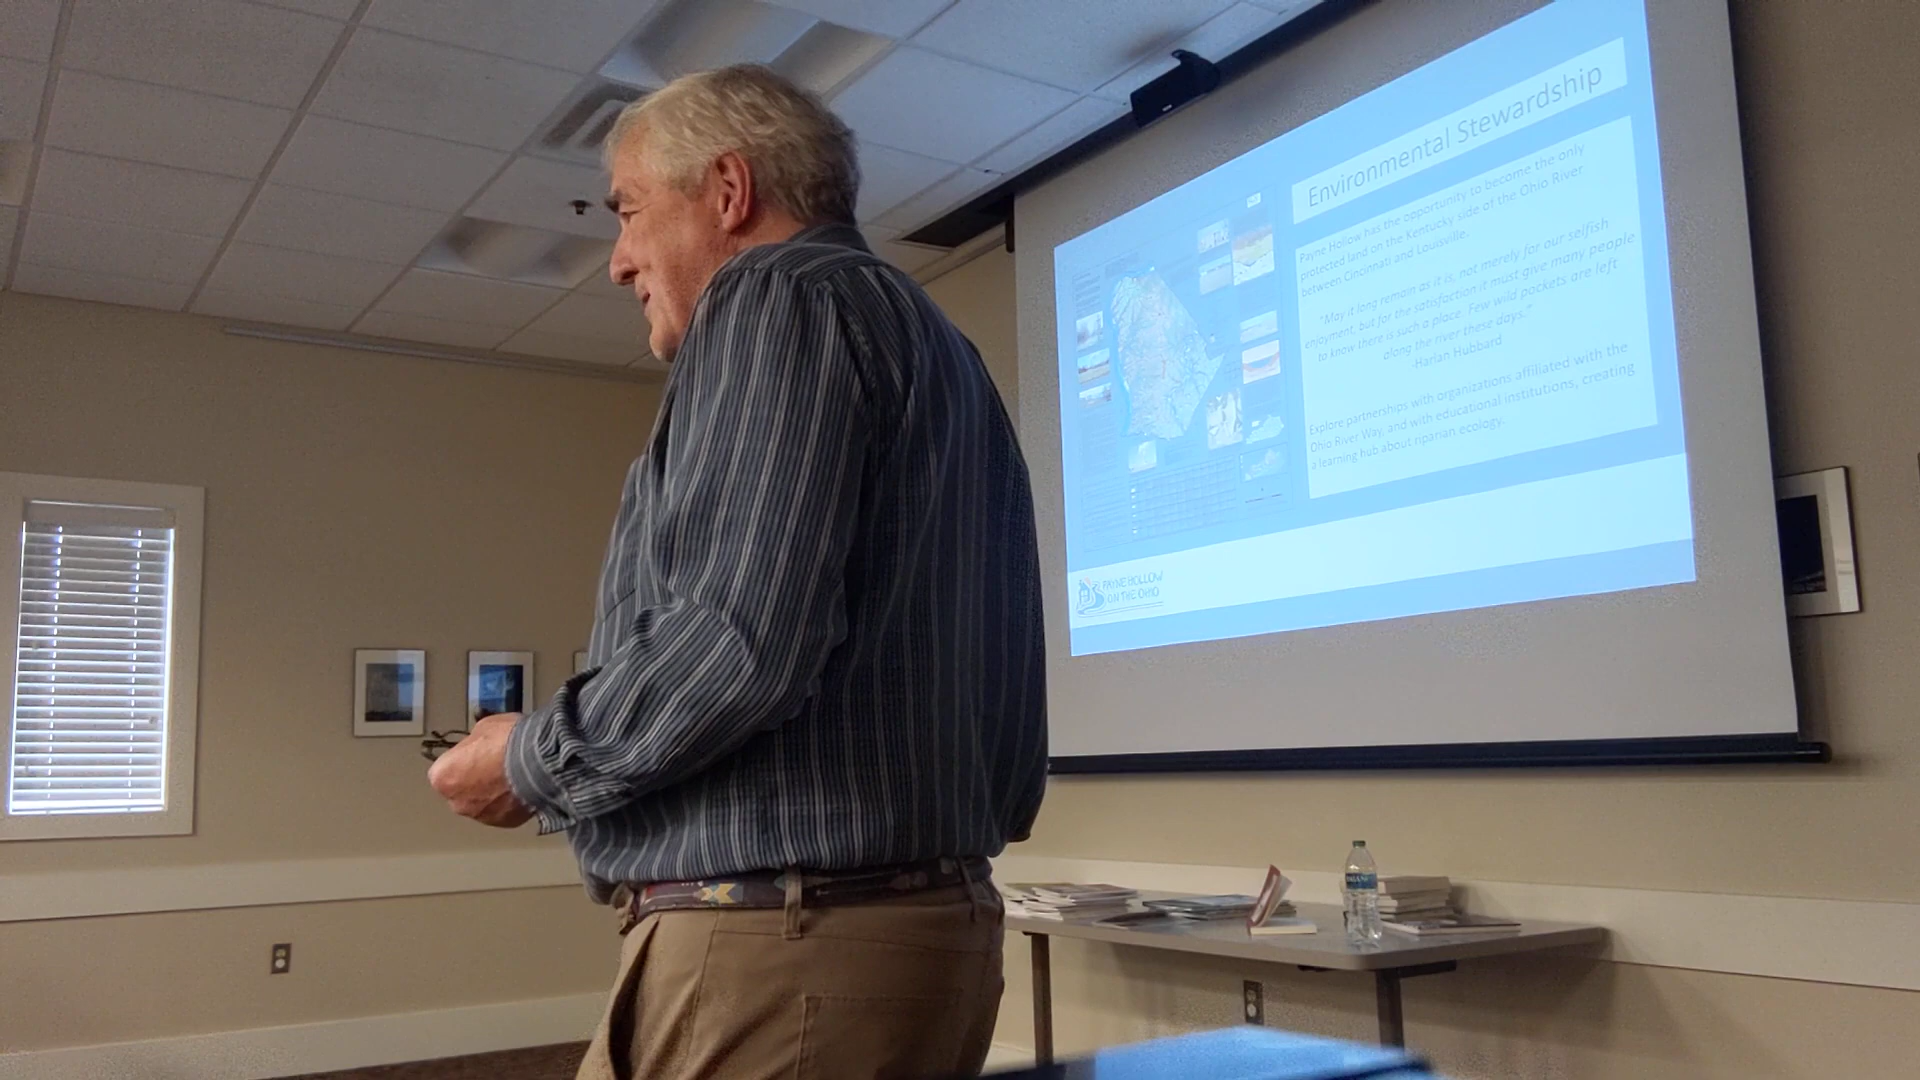 Environmental Stewardship
Payne Hollow has the opportunity to become the only
protected land on the Kentucky side of the Ohio River
between Cincinnati and Louisville.
"May it long remain as it is, not merely for our selfish
enjoyment, but for the satisfaction it must give many people
to know there is such a place. Few wild pockets are left
along the river these days."
-Harlan Hubbard
Explore partnerships with organizations affiliated with the
Ohio River Way, and with educational institutions, creating
a learning hub about riparian ecology.
PAYNE HOLLOW
ON THE OHIO